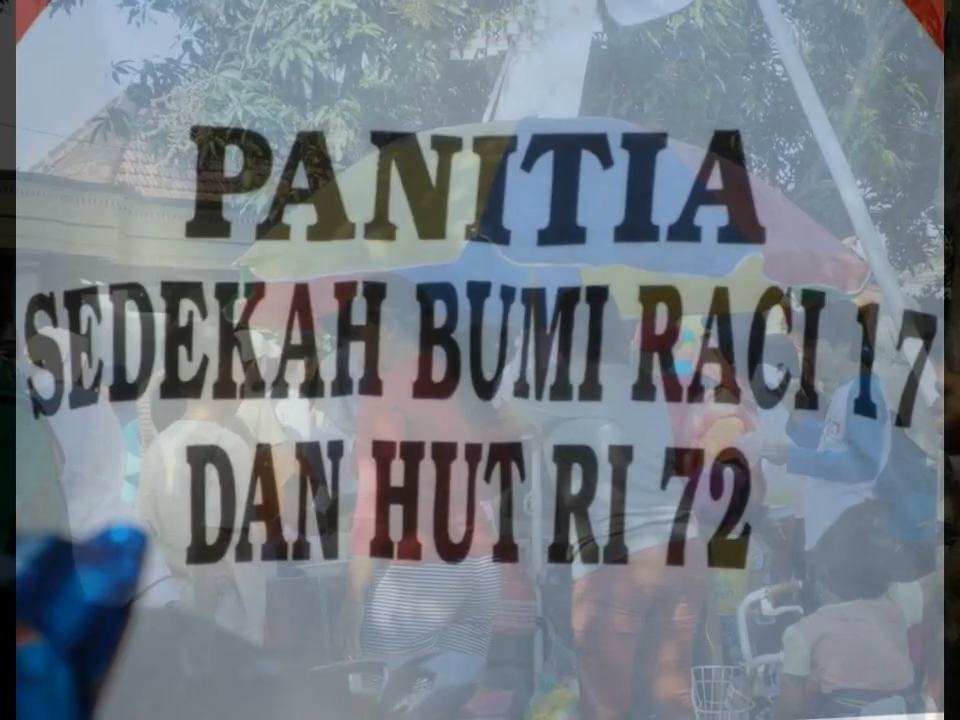 PANITIA
SEDEKAH BUMI RACI 17
DAN HUT RI 72